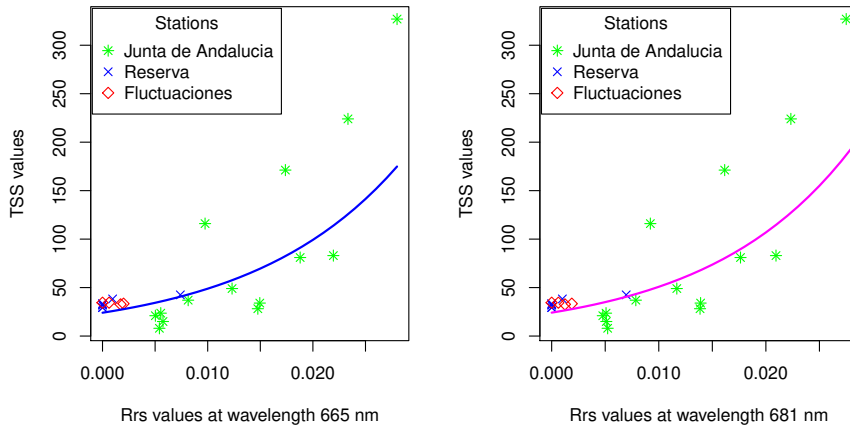 Stations
Junta de Andalucia
Reserva
Fluctuaciones
TSS values
0 50 100 150 200 250 300
0.000 0.010 0.020
Rrs values at wavelength 665 nm
Stations
Junta de Andalucia
Reserva
Fluctuaciones
TSS values
0 50 100 150 200 250 300
0.000 0.010 0.020
Rrs values at wavelength 681 nm